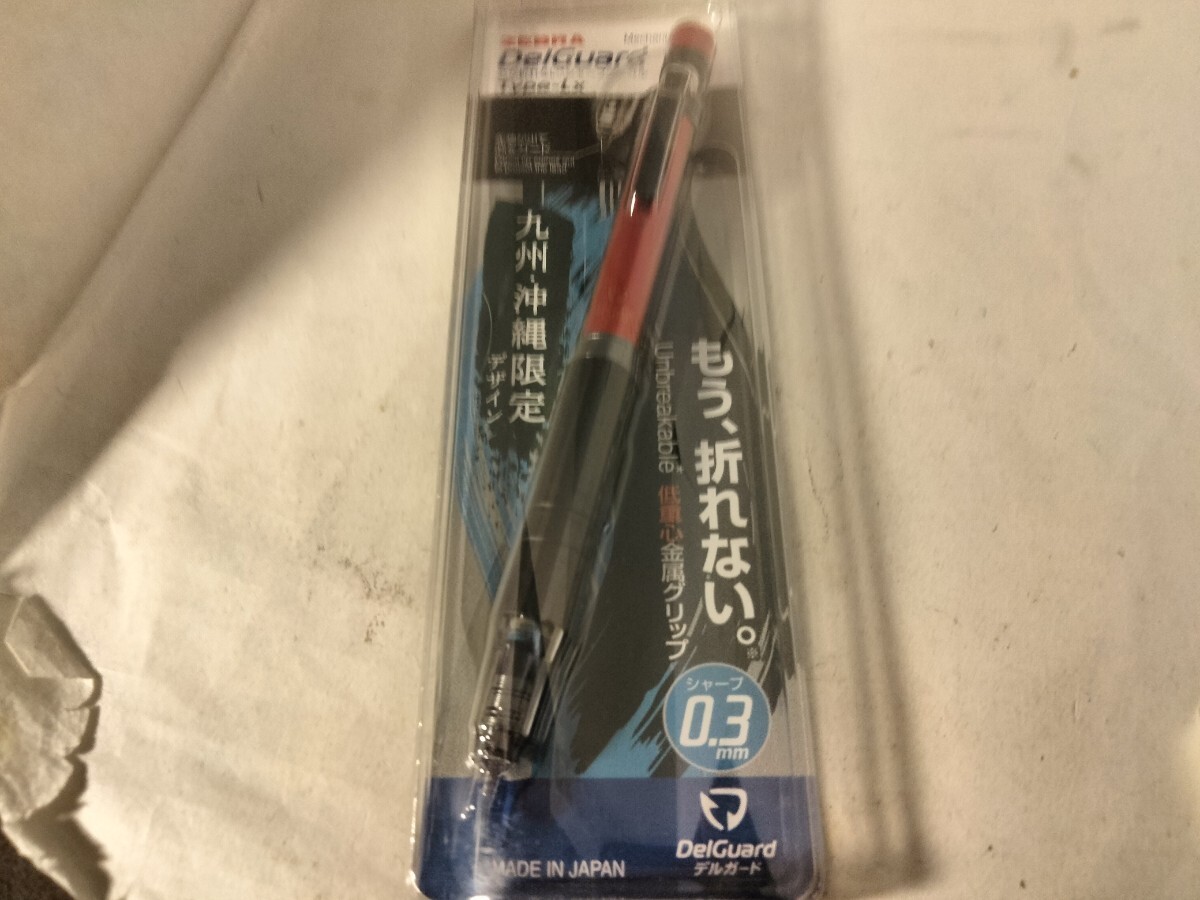 ZEBRA
DelGuard
Type-Lx
九州・沖縄限定
デザイン
もう、折れない。※
Unbreakable*
低重心金属グリップ
シャープ
0.3
mm
DelGuard
デルガード
MADE IN JAPAN